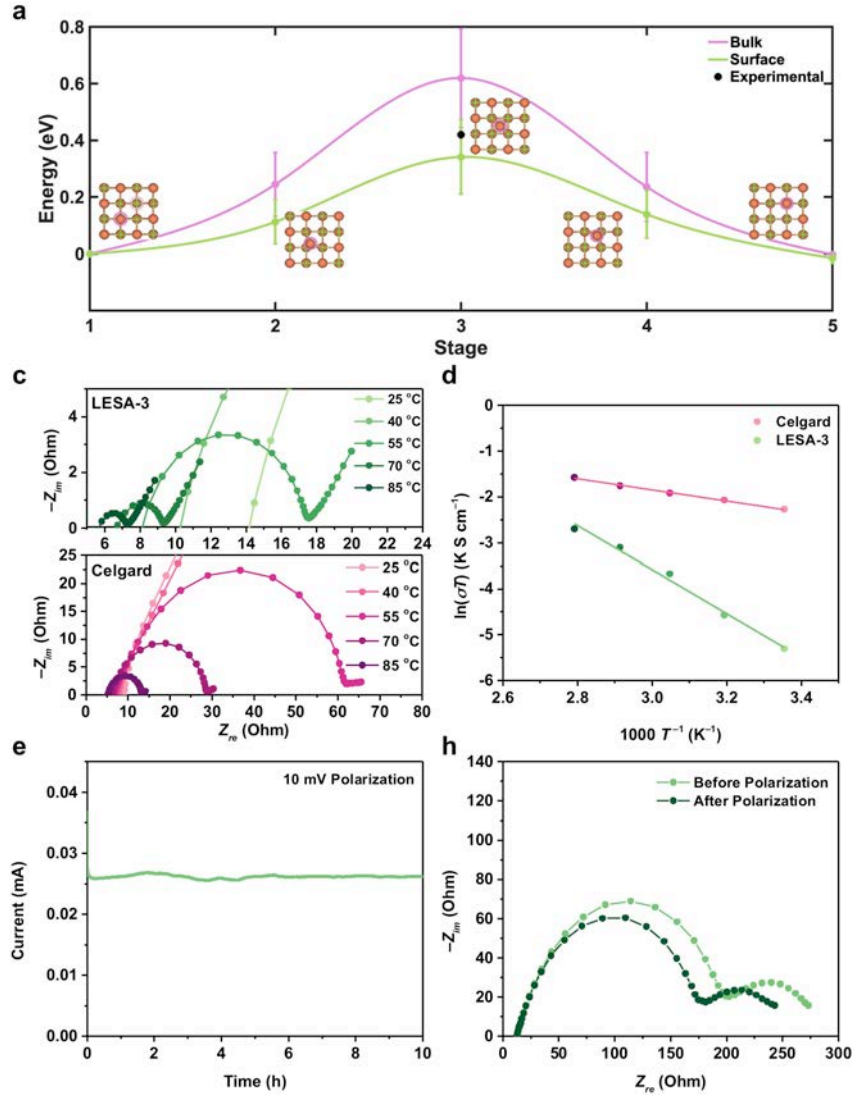 a
Bulk
Surface
Experimental
Energy (eV)
0.8
0.6
0.4
0.2
0
1 2 3 4 5
Stage
c
LESA-3
25 °C
40 °C
55 °C
70 °C
85 °C
–Z_im (Ohm)
4
2
0
6 8 10 12 14 16 18 20 22 24
Celgard
25 °C
40 °C
55 °C
70 °C
85 °C
–Z_im (Ohm)
25
20
15
10
5
0
0 10 20 30 40 50 60 70 80
Z_re (Ohm)
d
Celgard
LESA-3
ln(σT) (K S cm⁻¹)
0
-1
-2
-3
-4
-5
-6
2.6 2.8 3.0 3.2 3.4
1000 T⁻¹ (K⁻¹)
e
10 mV Polarization
Current (mA)
0.04
0.03
0.02
0.01
0.00
0 2 4 6 8 10
Time (h)
h
Before Polarization
After Polarization
–Z_im (Ohm)
140
120
100
80
60
40
20
0
0 50 100 150 200 250 300
Z_re (Ohm)